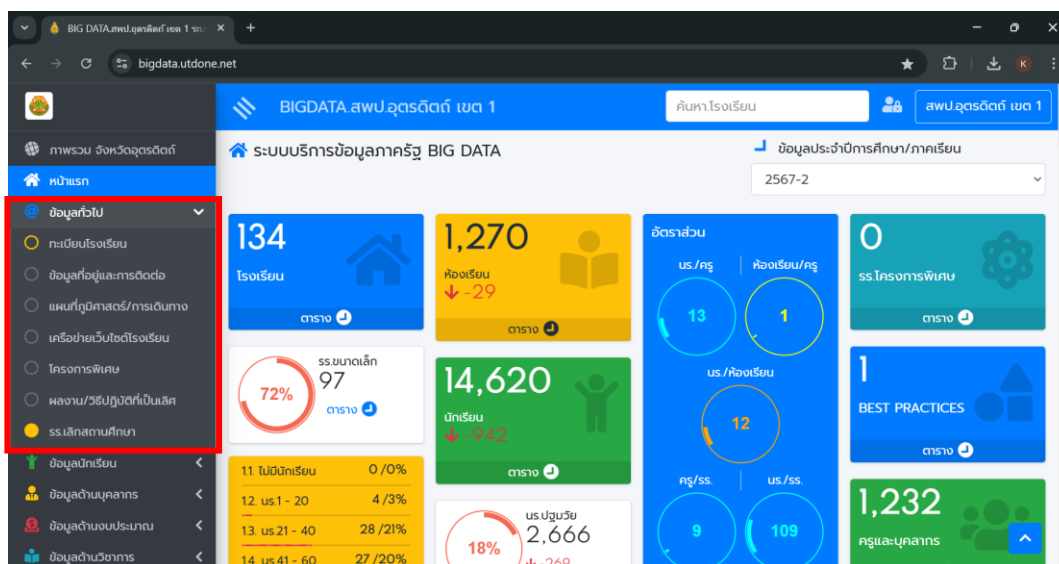 BIG DATA.สพป.อุตรดิตถ์ เขต 1 ระบ
bigdata.utdone.net
K
BIGDATA.สพป.อุตรดิตถ์ เขต 1
ค้นหา.โรงเรียน
สพป.อุตรดิตถ์ เขต 1
ภาพรวม จังหวัดอุตรดิตถ์
หน้าแรก
ข้อมูลทั่วไป
ทะเบียนโรงเรียน
ข้อมูลที่อยู่และการติดต่อ
แผนที่ภูมิศาสตร์/การเดินทาง
เครือข่ายเว็บไซต์โรงเรียน
โครงการพิเศษ
ผลงาน/วิธีปฏิบัติที่เป็นเลิศ
รร.เลิกสถานศึกษา
ข้อมูลนักเรียน
ข้อมูลด้านบุคลากร
ข้อมูลด้านงบประมาณ
ข้อมูลด้านวิชาการ
ระบบบริการข้อมูลภาครัฐ BIG DATA
ข้อมูลประจำปีการศึกษา/ภาคเรียน
2567-2
134
โรงเรียน
ตาราง
รร.ขนาดเล็ก
97
72%
ตาราง
1.1. ไม่มีนักเรียน 0 /0%
1.2. นร.1 - 20 4 /3%
1.3. นร.21 - 40 28 /21%
1.4. นร.41 - 60 27 /20%
1,270
ห้องเรียน
-29
ตาราง
14,620
นักเรียน
-942
ตาราง
นร.ปฐมวัย
2,666
18%
-269
อัตราส่วน
นร./ครู ห้องเรียน/ครู
13 1
นร./ห้องเรียน
12
ครู/รร. นร./รร.
9 109
0
รร.โครงการพิเศษ
ตาราง
1
BEST PRACTICES
ตาราง
1,232
ครูและบุคลากร